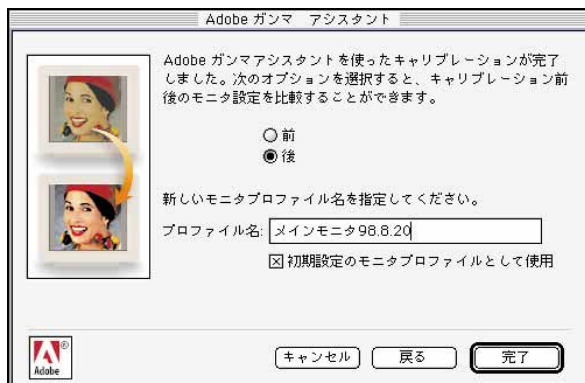 Adobe ガンマ アシスタント
Adobe ガンマアシスタントを使ったキャリブレーションが完了
しました。次のオプションを選択すると、キャリブレーション前
後のモニタ設定を比較することができます。
前
後
新しいモニタプロファイル名を指定してください。
プロファイル名: メインモニタ98.8.20
初期設定のモニタプロファイルとして使用
Adobe
キャンセル 戻る 完了